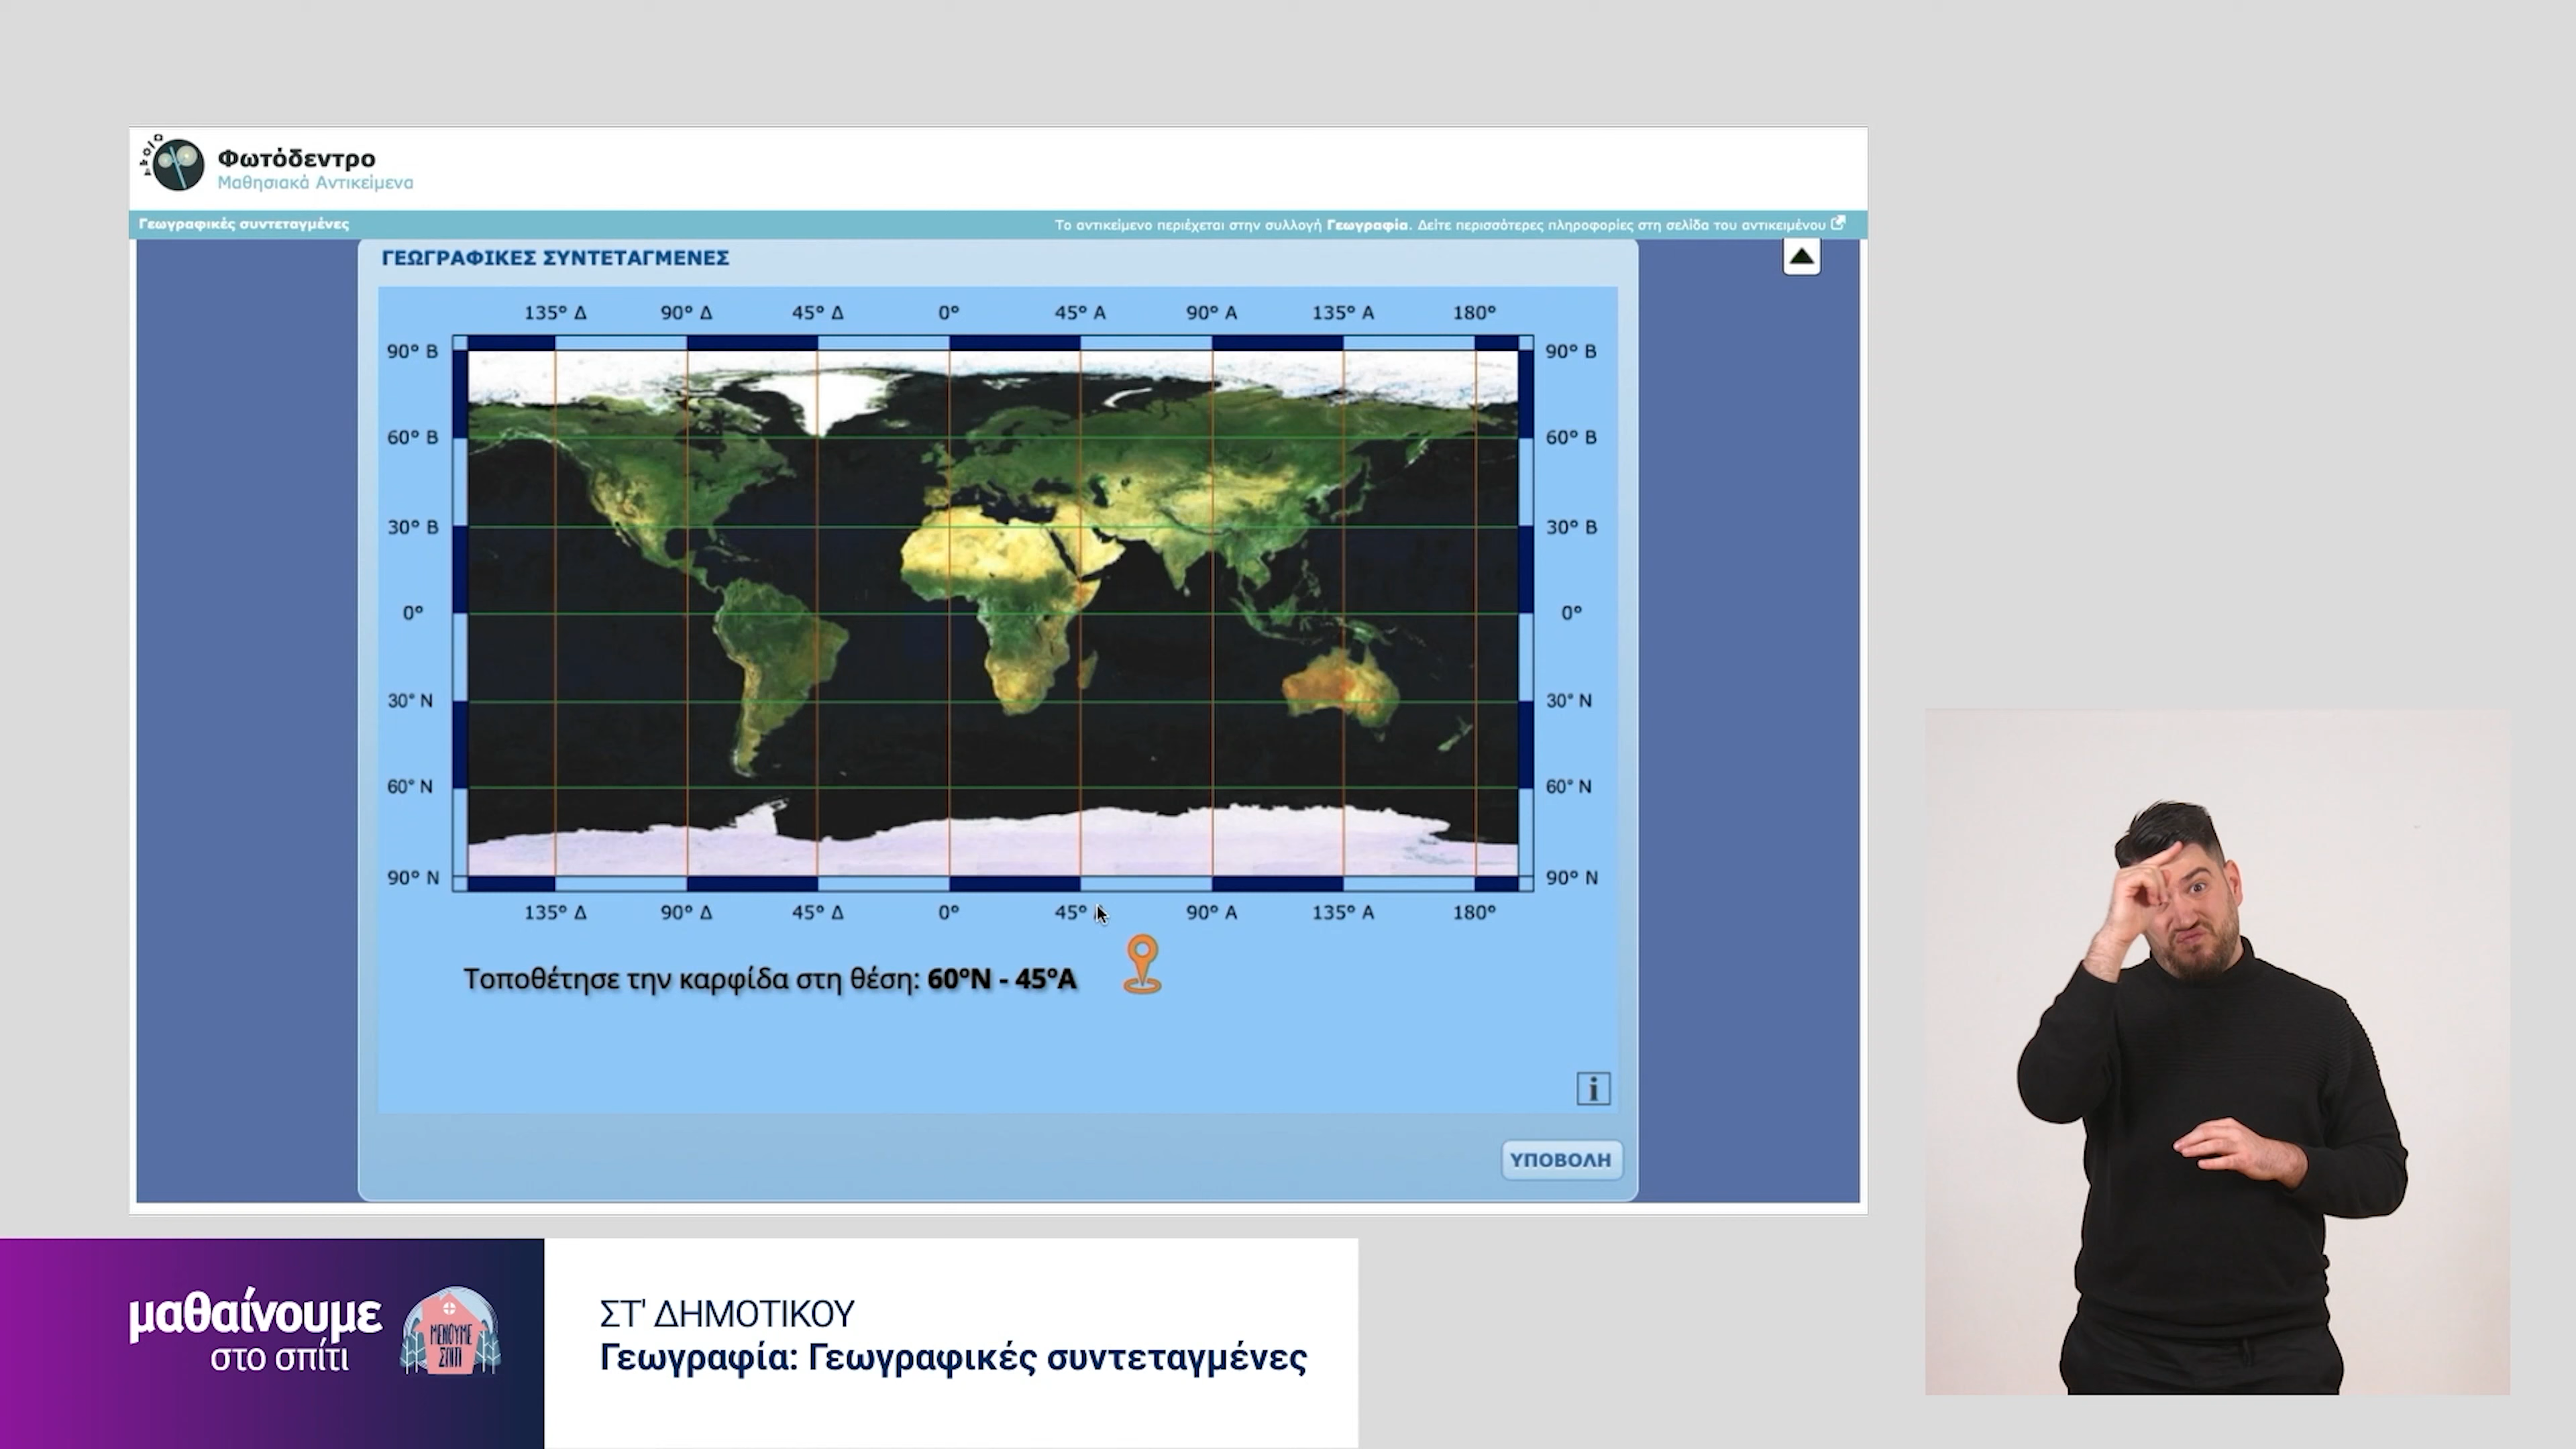 Φωτόδεντρο
Μαθησιακά Αντικείμενα
Γεωγραφικές συντεταγμένες
Το αντικείμενο περιέχεται στην συλλογή Γεωγραφία. Δείτε περισσότερες πληροφορίες στη σελίδα του αντικειμένου
ΓΕΩΓΡΑΦΙΚΕΣ ΣΥΝΤΕΤΑΓΜΕΝΕΣ
135° Δ 90° Δ 45° Δ 0° 45° Α 90° Α 135° Α 180°
90° Β 90° Β
60° Β 60° Β
30° Β 30° Β
0° 0°
30° Ν 30° Ν
60° Ν 60° Ν
90° Ν 90° Ν
135° Δ 90° Δ 45° Δ 0° 45° 90° Α 135° Α 180°
Τοποθέτησε την καρφίδα στη θέση: 60°Ν - 45°Α
i
ΥΠΟΒΟΛΗ
μαθαίνουμε
στο σπίτι
ΜΕΝΟΥΜΕ
ΣΠΙΤΙ
ΣΤ' ΔΗΜΟΤΙΚΟΥ
Γεωγραφία: Γεωγραφικές συντεταγμένες